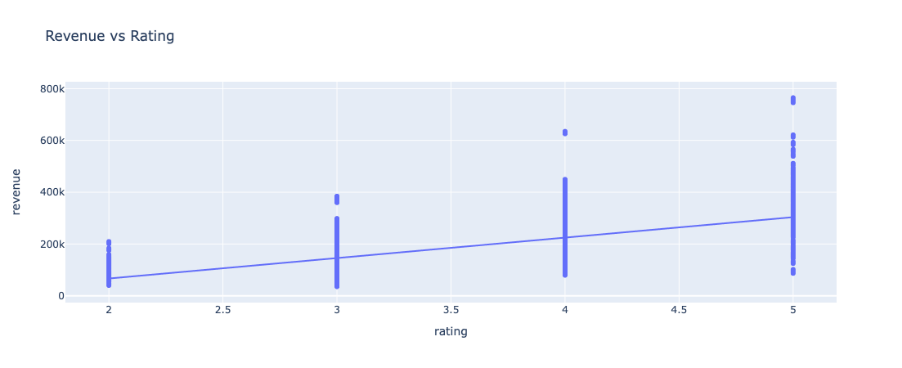 Revenue vs Rating
800k
600k
400k
200k
0
revenue
2
2.5
3
3.5
4
4.5
5
rating